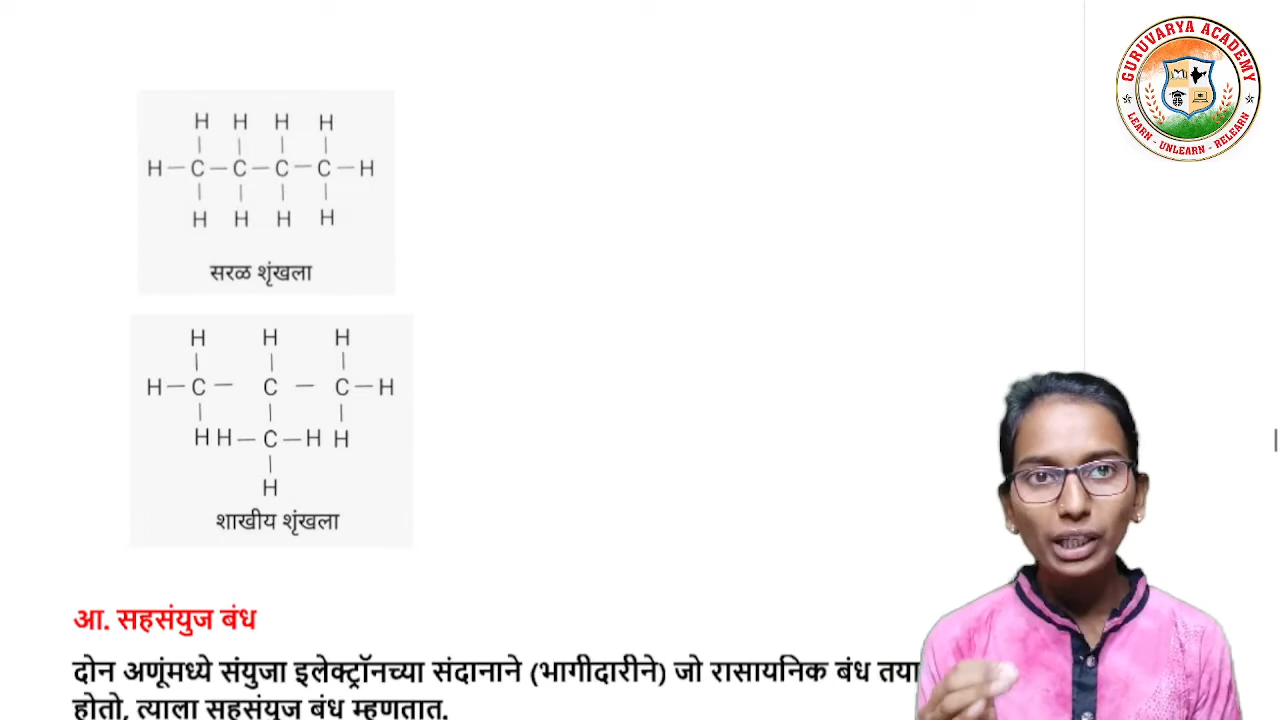 GURUVARYA ACADEMY
LEARN - UNLEARN - RELEARN
H H H H
H — C — C — C — C — H
H H H H
सरळ शृंखला
H H H
H — C — C — C — H
H H — C — H H
H
शाखीय शृंखला
आ. सहसंयुज बंध
दोन अणूंमध्ये संयुजा इलेक्ट्रॉनच्या संदानाने (भागीदारीने) जो रासायनिक बंध तया
होतो, त्याला सहसंयुज बंध म्हणतात.